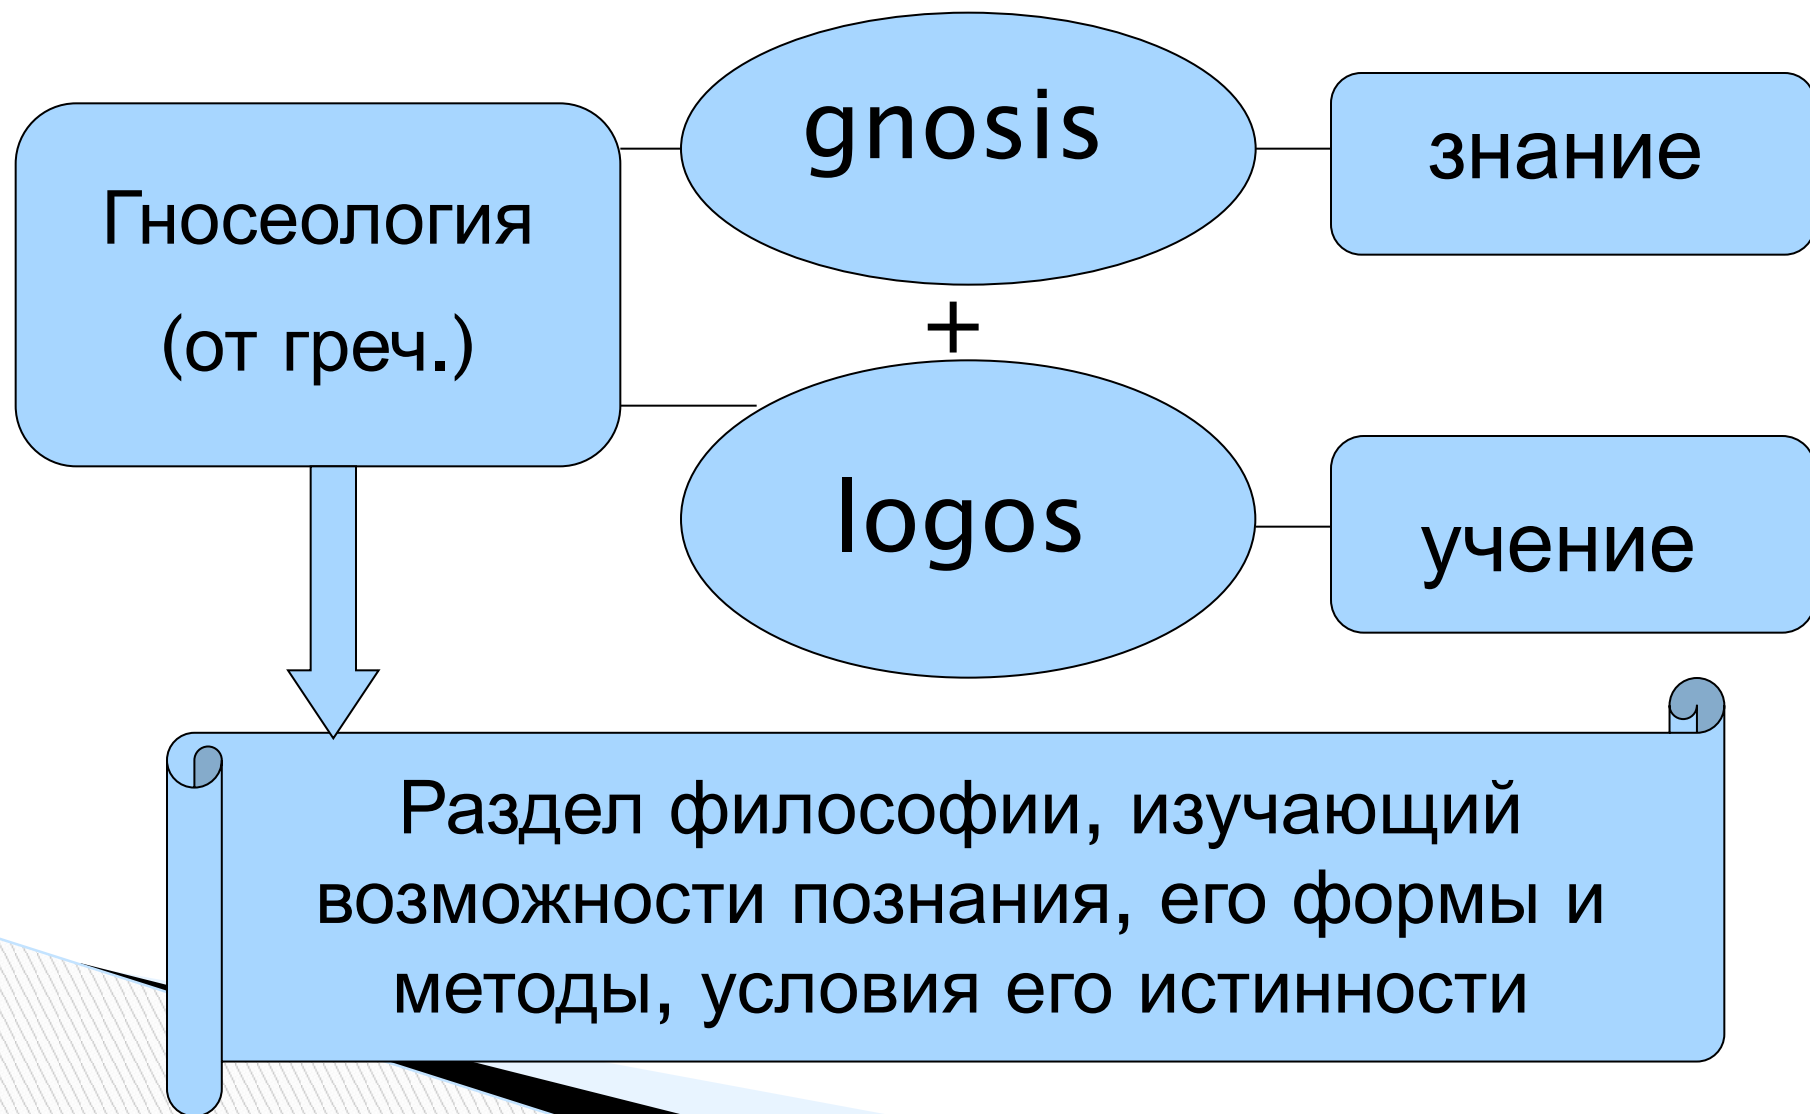 Гносеология
(от греч.)
gnosis
знание
+
logos
учение
Раздел философии, изучающий
возможности познания, его формы и
методы, условия его истинности